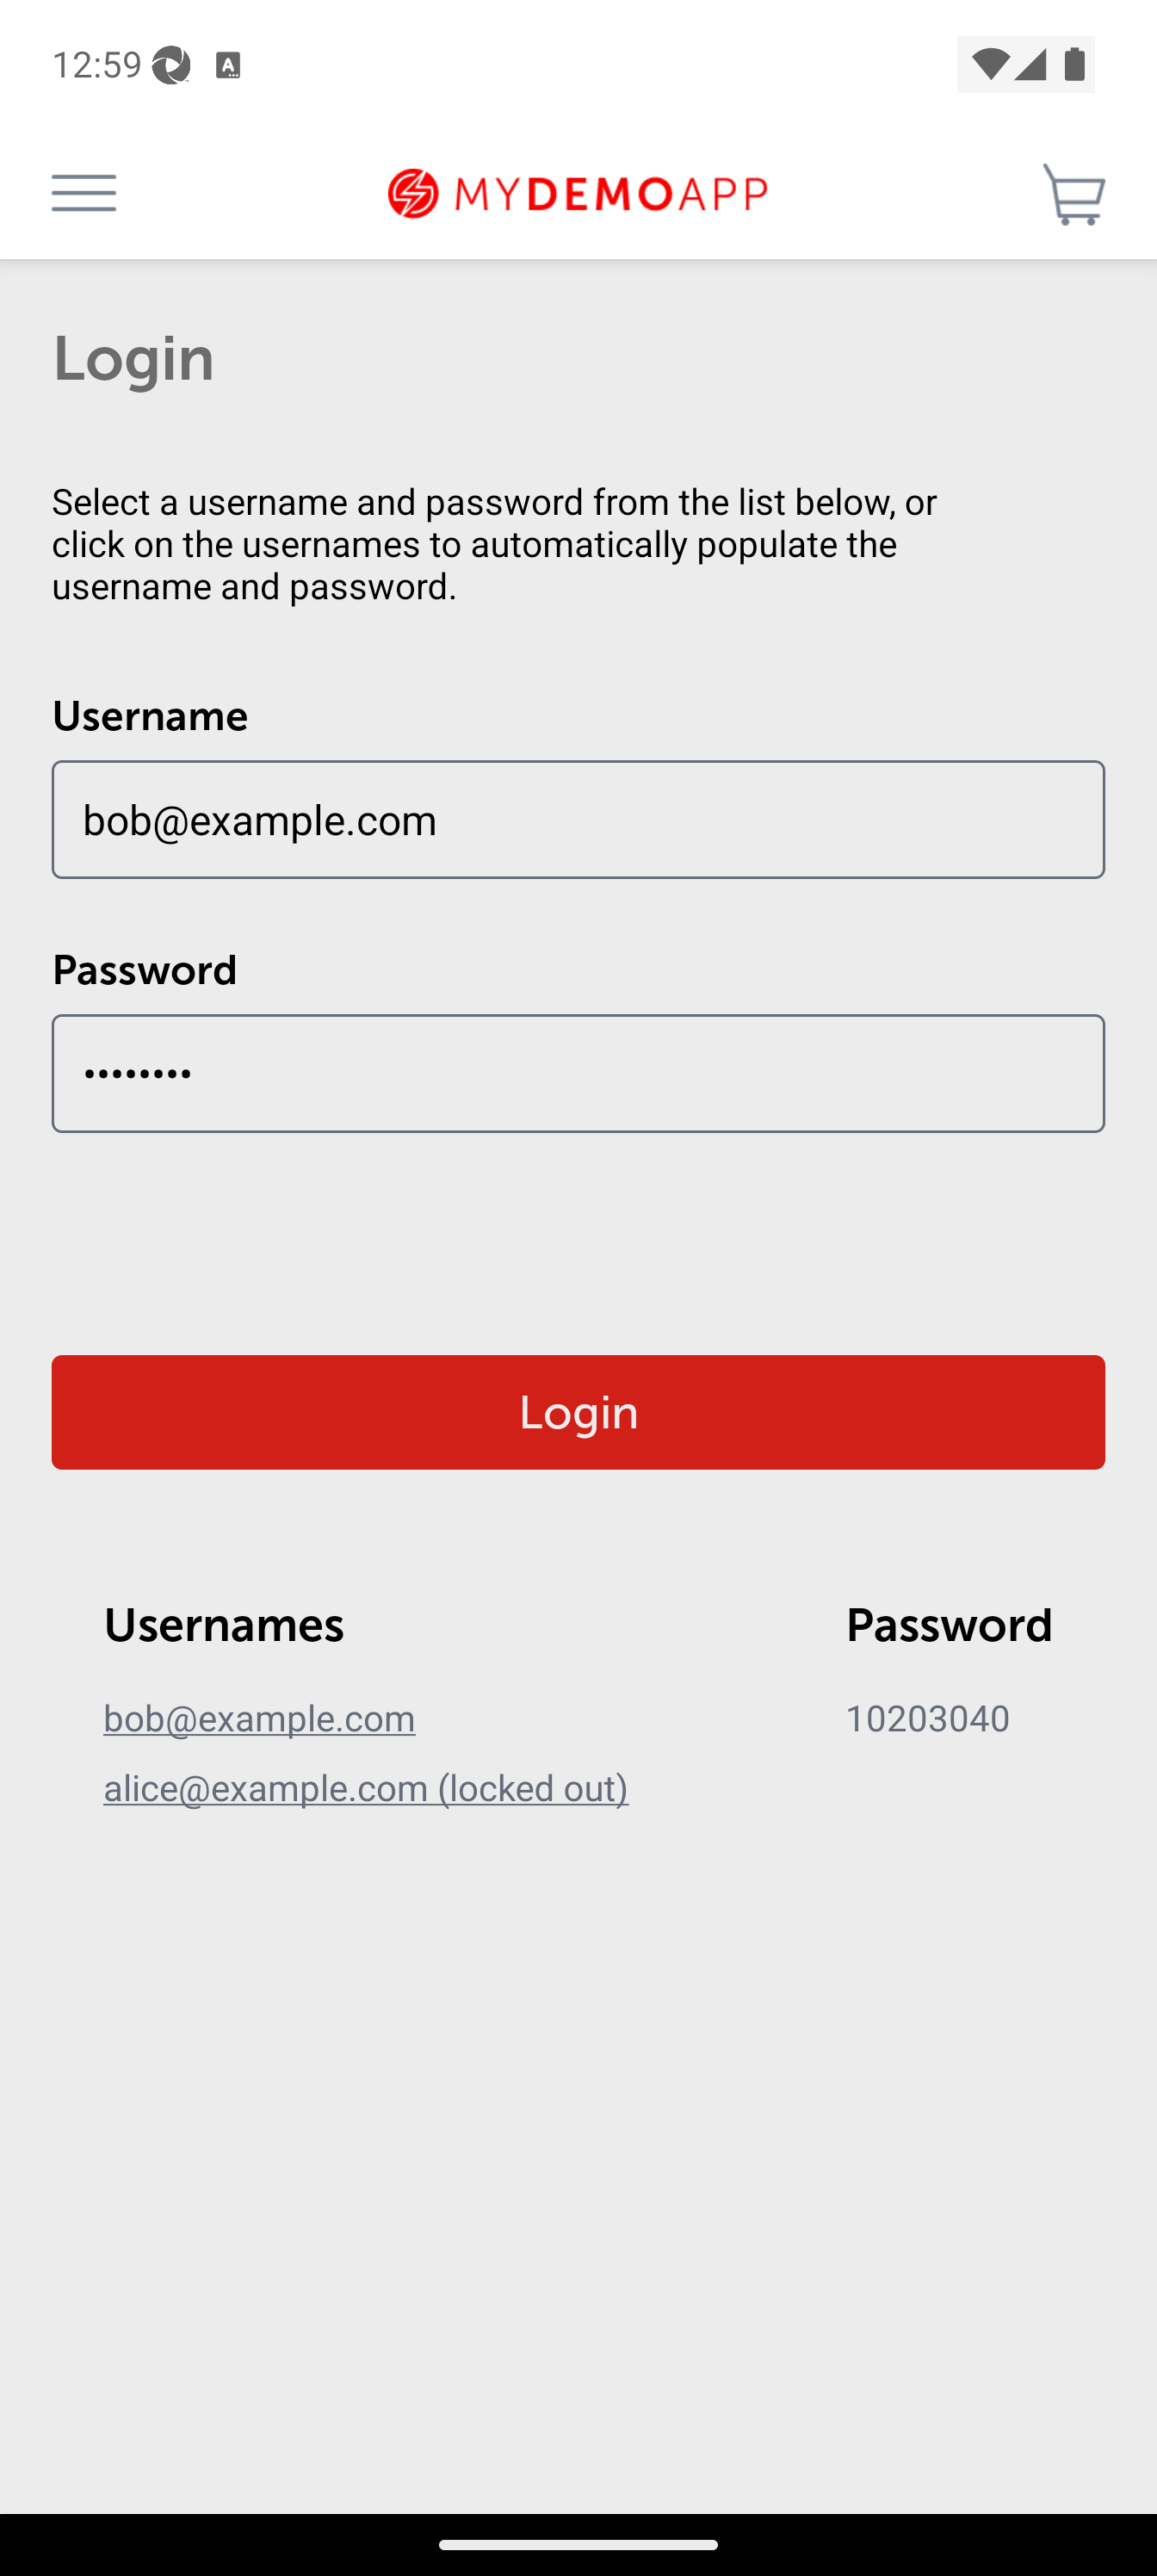 12:59
MYDEMOAPP
Login
Select a username and password from the list below, or
click on the usernames to automatically populate the
username and password.
Username
bob@example.com
Password
••••••••
Login
Usernames Password
bob@example.com 10203040
alice@example.com (locked out)